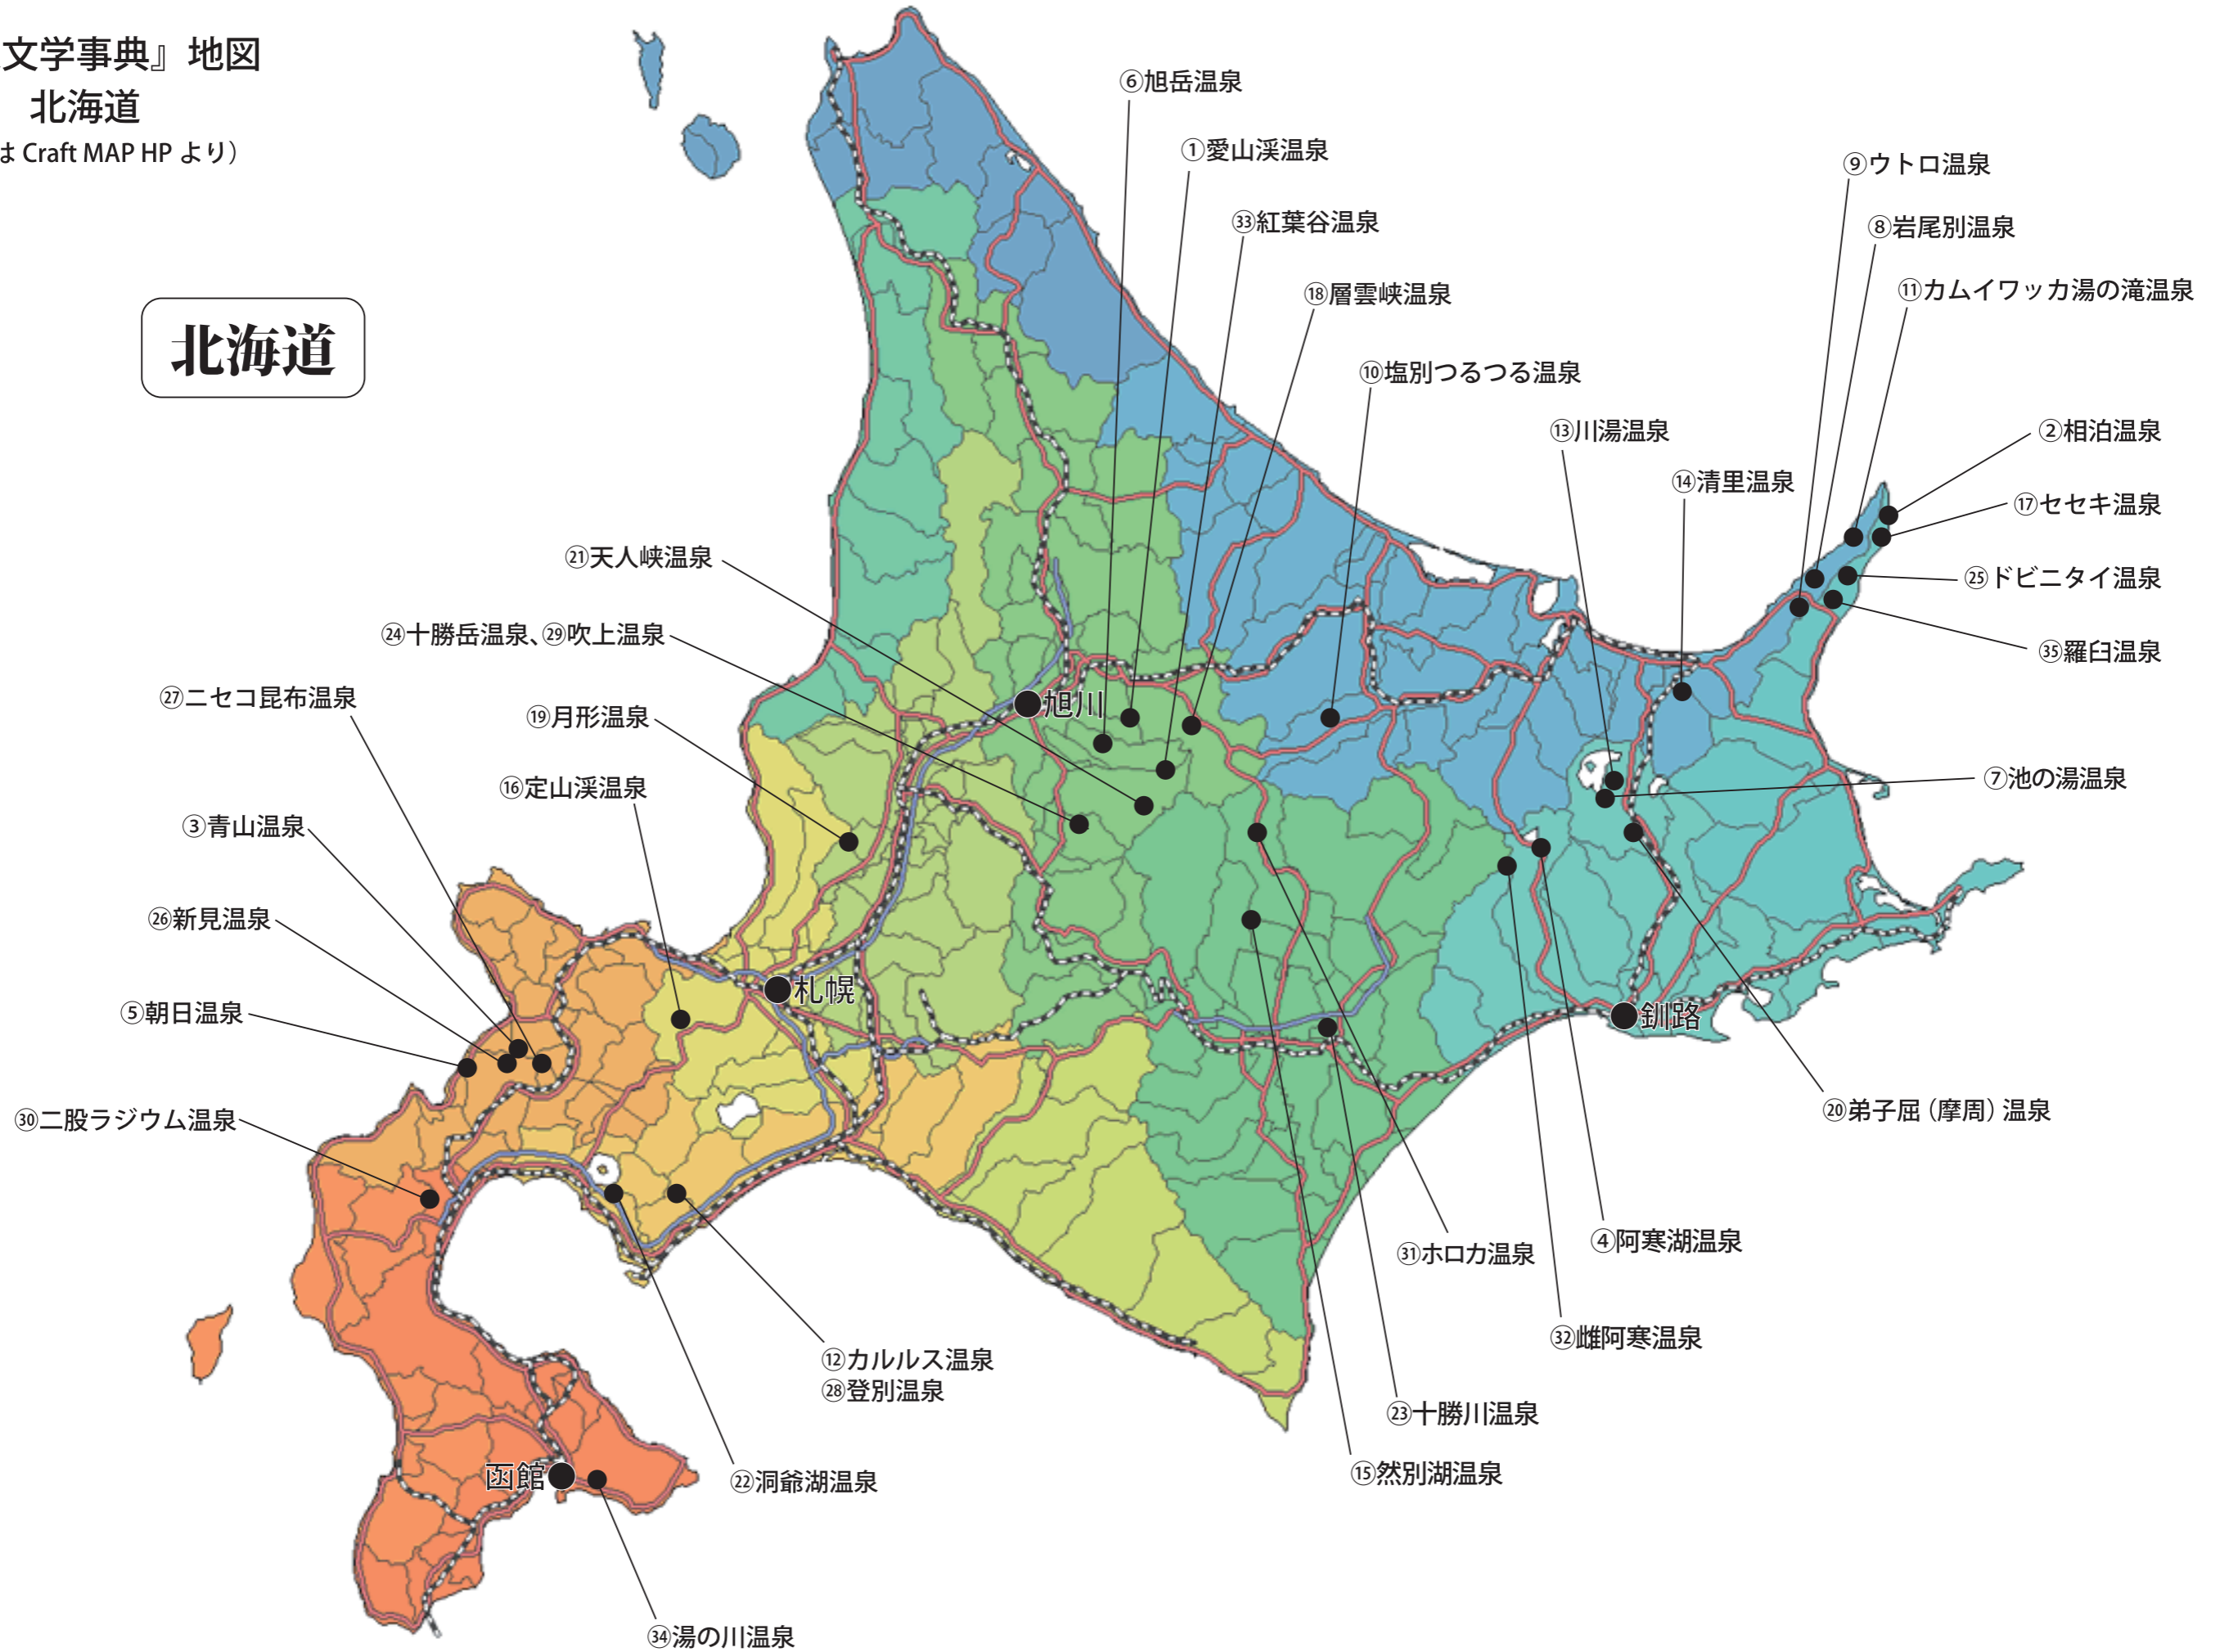 文学事典』地図
北海道
は Craft MAP HP より）
北海道
⑥旭岳温泉
①愛山渓温泉
㉝紅葉谷温泉
⑱層雲峡温泉
⑩塩別つるつる温泉
⑬川湯温泉
⑭清里温泉
⑨ウトロ温泉
⑧岩尾別温泉
⑪カムイワッカ湯の滝温泉
②相泊温泉
⑰セセキ温泉
㉕ドビニタイ温泉
㉟羅臼温泉
㉑天人峡温泉
㉔十勝岳温泉、㉙吹上温泉
㉗ニセコ昆布温泉
⑲月形温泉
旭川
⑯定山渓温泉
⑦池の湯温泉
③青山温泉
㉖新見温泉
札幌
⑤朝日温泉
釧路
㉚二股ラジウム温泉
⑳弟子屈（摩周）温泉
④阿寒湖温泉
㉛ホロカ温泉
㉜雌阿寒温泉
⑫カルルス温泉
㉘登別温泉
㉓十勝川温泉
⑮然別湖温泉
㉒洞爺湖温泉
函館
㉞湯の川温泉